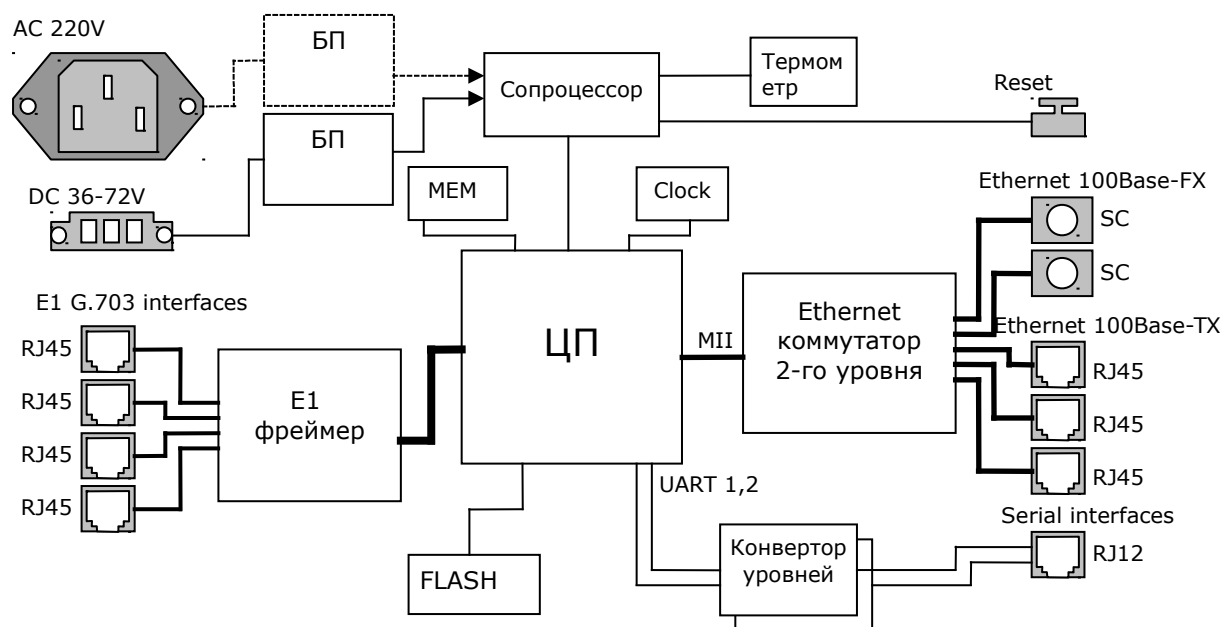 AC 220V
БП
Сопроцессор
Термом
етр
Reset
БП
DC 36-72V
MEM
Clock
Ethernet 100Base-FX
SC
SC
E1 G.703 interfaces
RJ45
RJ45
RJ45
RJ45
E1
фреймер
ЦП
MII
Ethernet
коммутатор
2-го уровня
Ethernet 100Base-TX
RJ45
RJ45
RJ45
UART 1,2
FLASH
Конвертор
уровней
Serial interfaces
RJ12